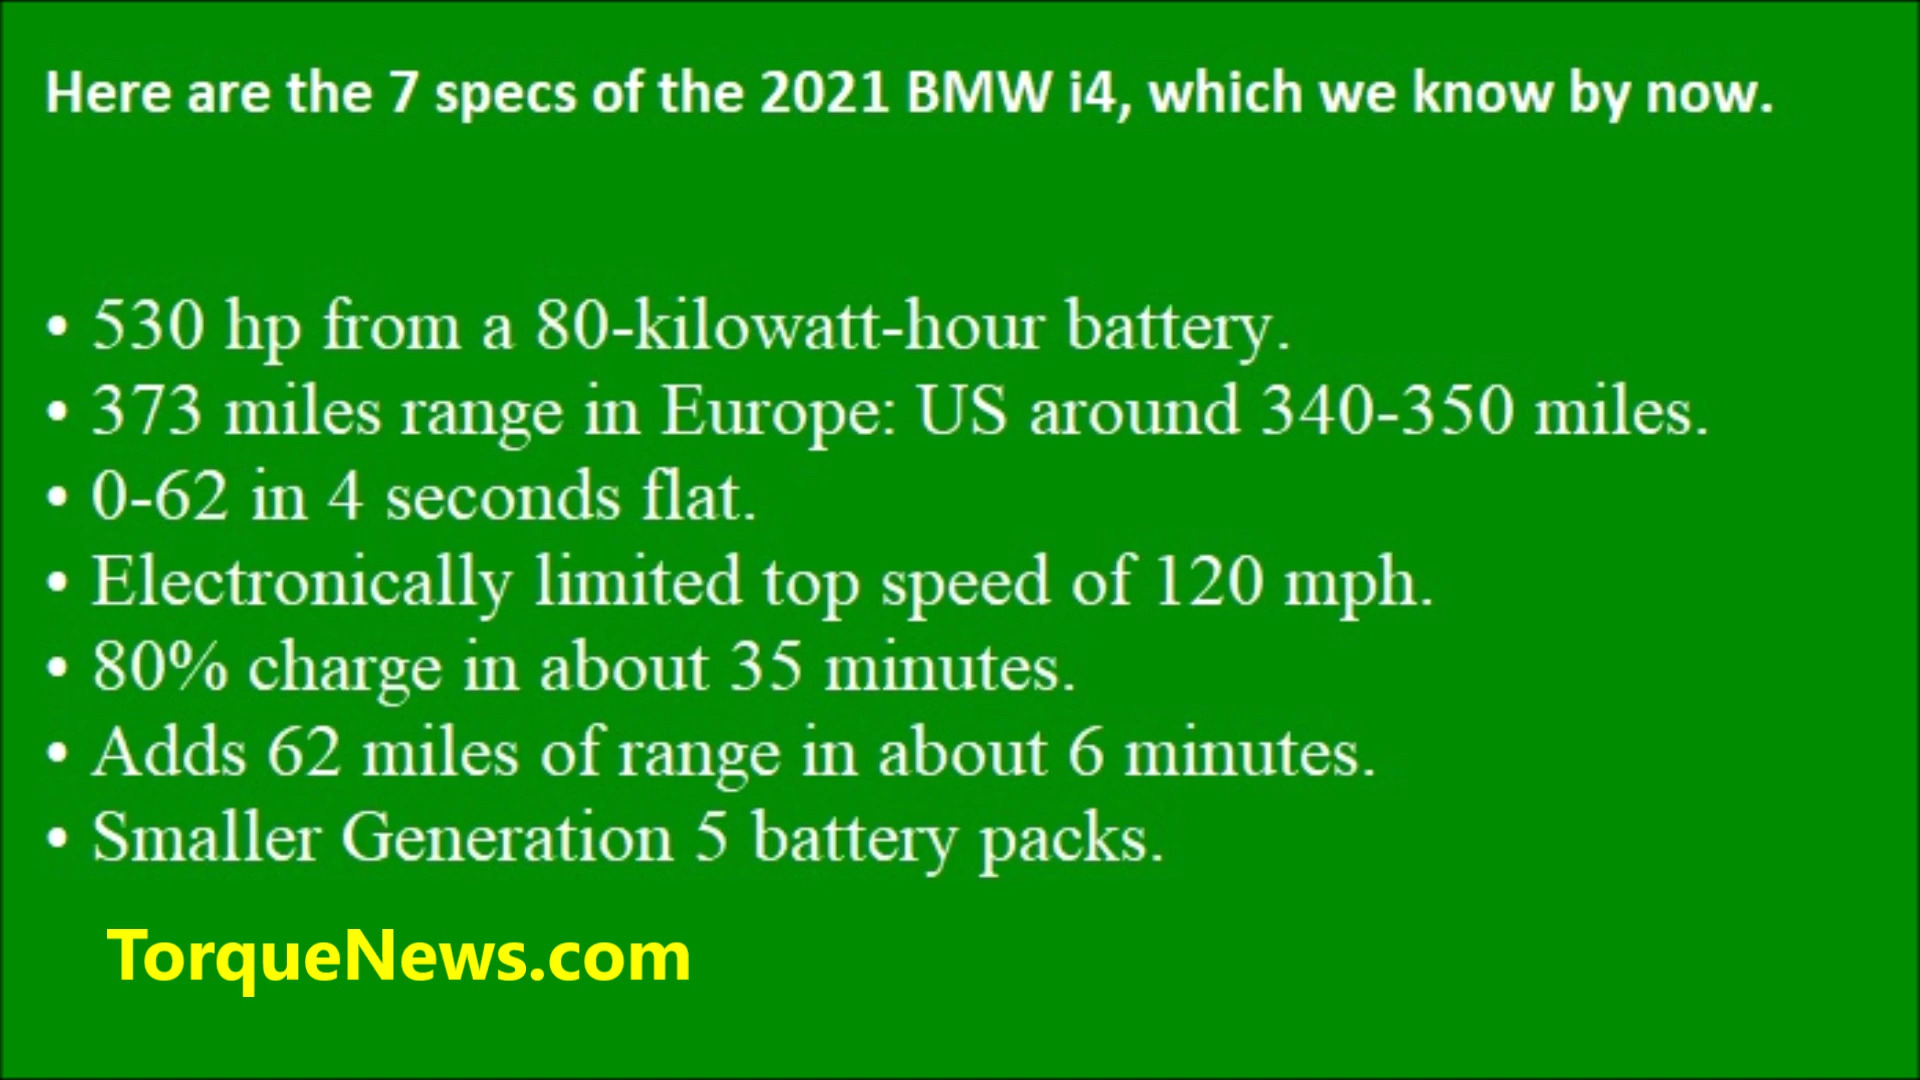 Here are the 7 specs of the 2021 BMW i4, which we know by now.
• 530 hp from a 80-kilowatt-hour battery.
• 373 miles range in Europe: US around 340-350 miles.
• 0-62 in 4 seconds flat.
• Electronically limited top speed of 120 mph.
• 80% charge in about 35 minutes.
• Adds 62 miles of range in about 6 minutes.
• Smaller Generation 5 battery packs.
TorqueNews.com